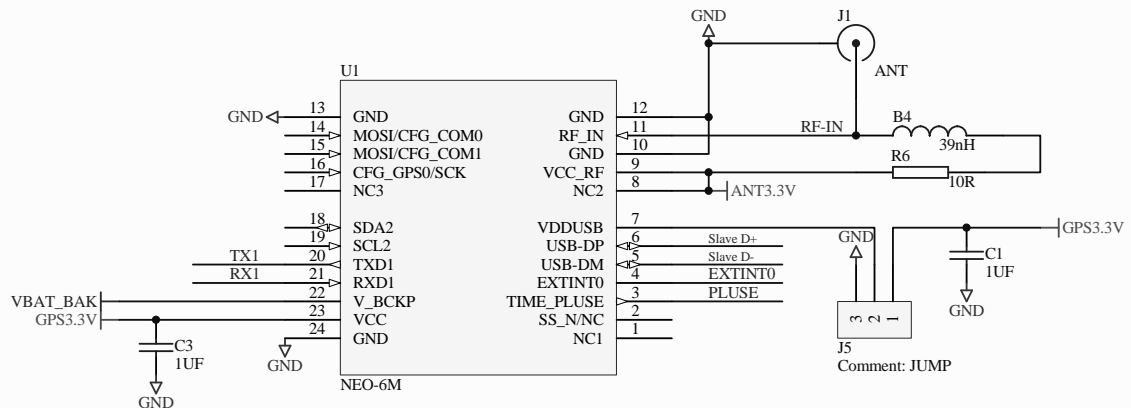 GND
J1
ANT
U1
GND
13 GND
14 MOSI/CFG_COM0
15 MOSI/CFG_COM1
16 CFG_GPS0/SCK
17 NC3
18 SDA2
19 SCL2
TX1 20 TXD1
RX1 21 RXD1
VBAT_BAK 22 V_BCKP
GPS3.3V 23 VCC
24 GND
GND 12
RF_IN 11 RF-IN
GND 10
VCC_RF 9
NC2 8 ANT3.3V
VDDUSB 7
USB-DP 6 Slave D+
USB-DM 5 Slave D-
EXTINT0 4 EXTINT0
TIME_PLUSE 3 PLUSE
SS_N/NC 2
NC1 1
B4
39nH
R6
10R
GPS3.3V
GND
C1
1UF
GND
3 2 1
J5
Comment: JUMP
C3
1UF
GND
GND
NEO-6M